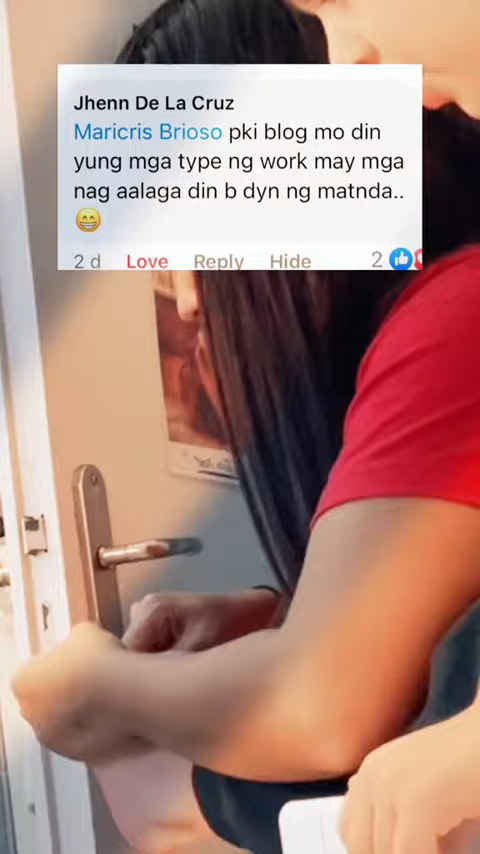 Jhenn De La Cruz
Maricris Brioso pki blog mo din
yung mga type ng work may mga
nag aalaga din b dyn ng matnda..
😁
2 d Love Reply Hide 2